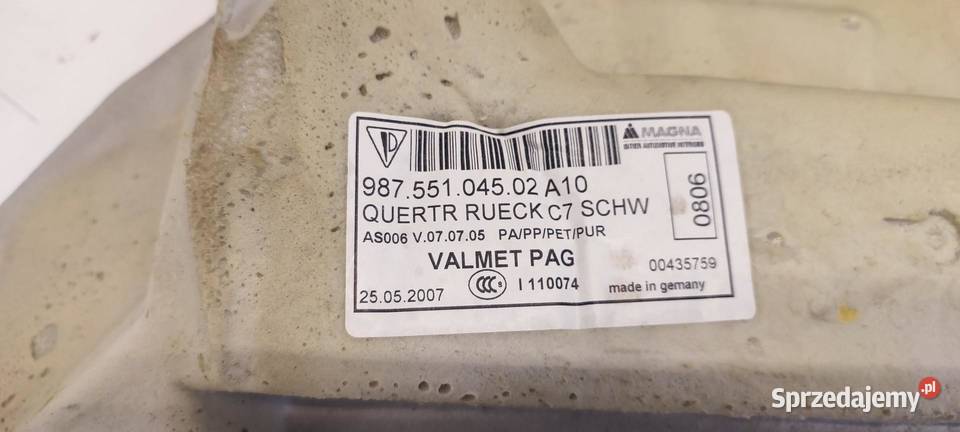 MAGNA
987.551.045.02 A10
QUERTR RUECK C7 SCHW
0806
AS006 V.07.07.05 PA/PP/PET/PUR
VALMET PAG
00435759
25.05.2007 CCC S I 110074 made in germany
Sprzedajemy.pl